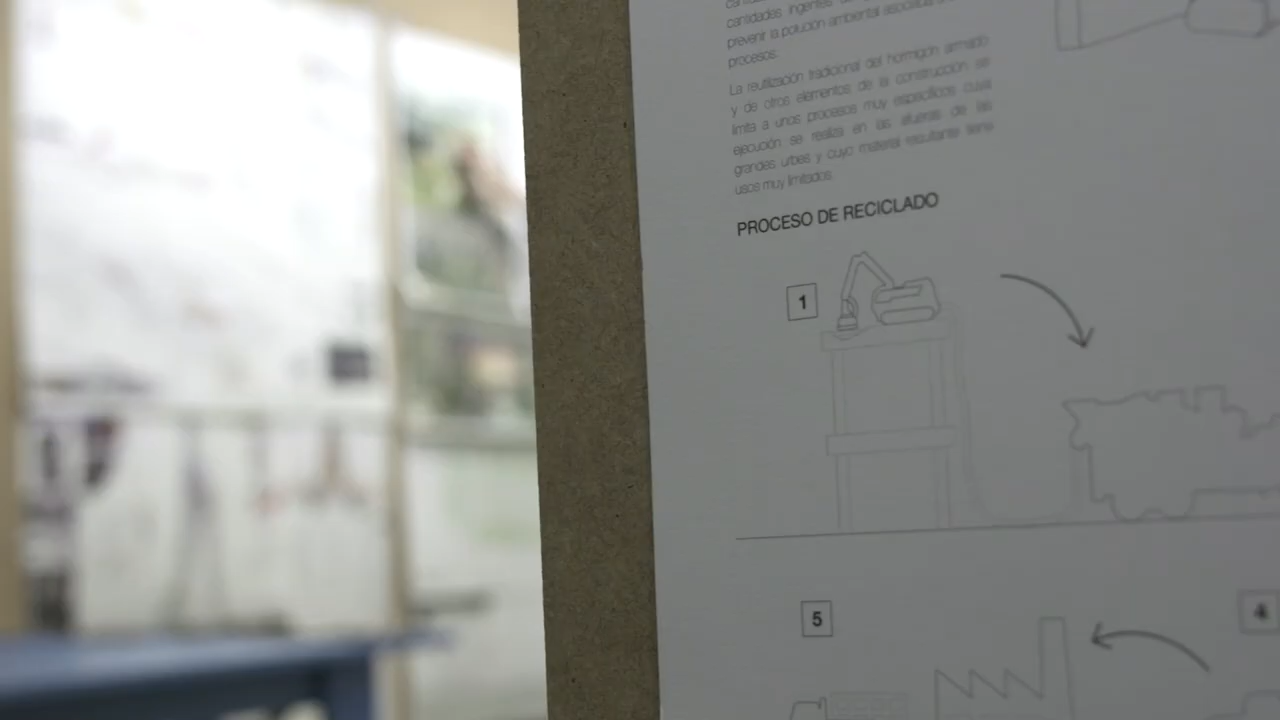 cantidades ingentes de
prevenir la polución ambiental asociada a
procesos.
La reutilización tradicional del hormigón armado
y de otros elementos de la construcción se
limita a unos procesos muy específicos cuya
ejecución se realiza en las afueras de las
grandes urbes y cuyo material resultante tiene
usos muy limitados.
PROCESO DE RECICLADO
1
5
4